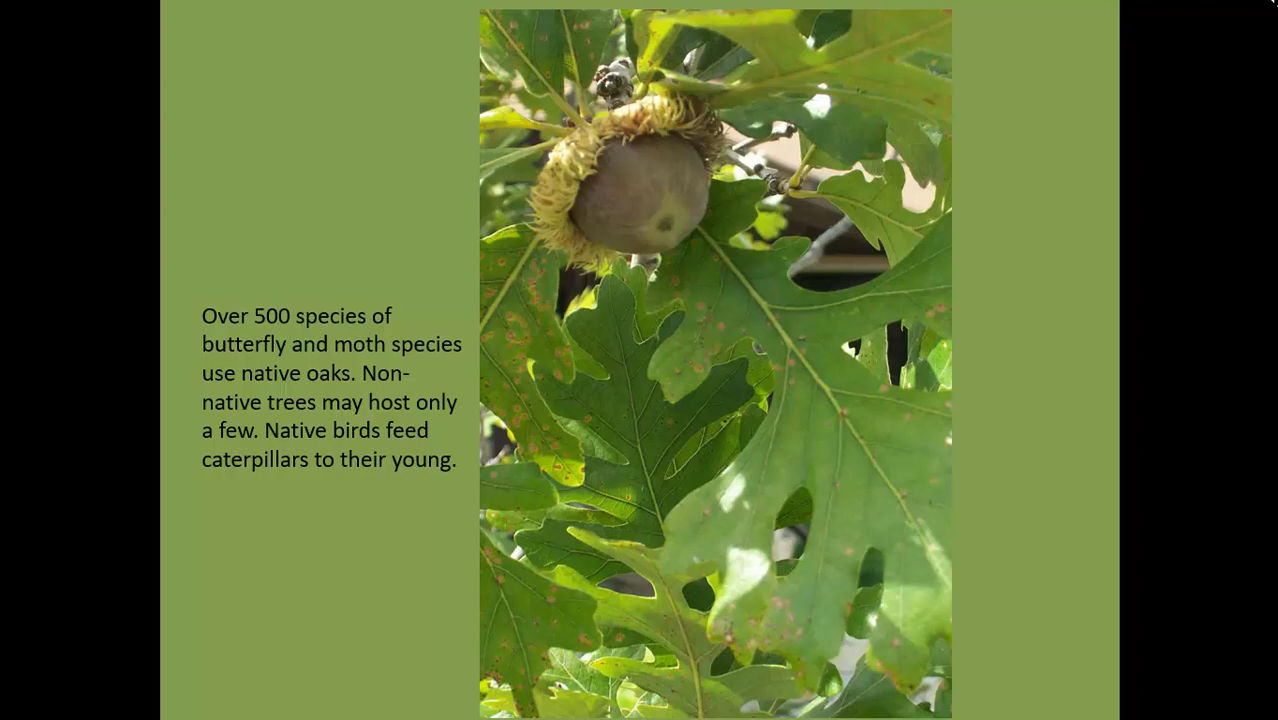 Over 500 species of
butterfly and moth species
use native oaks. Non-
native trees may host only
a few. Native birds feed
caterpillars to their young.